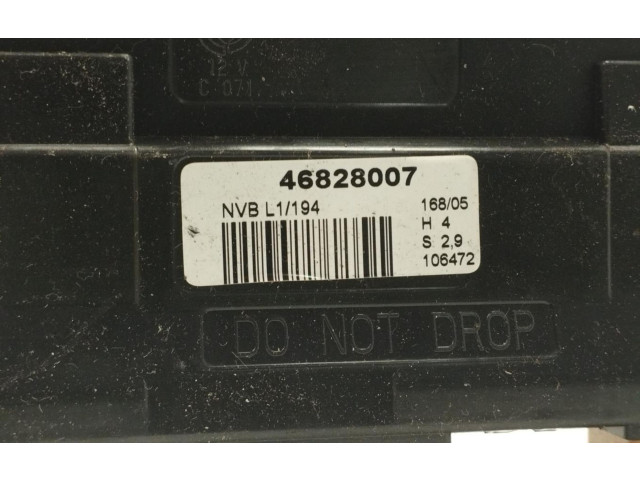 12 V
C 071
46828007
NVB L1/194
168/05
H 4
S 2,9
106472
DO NOT DROP